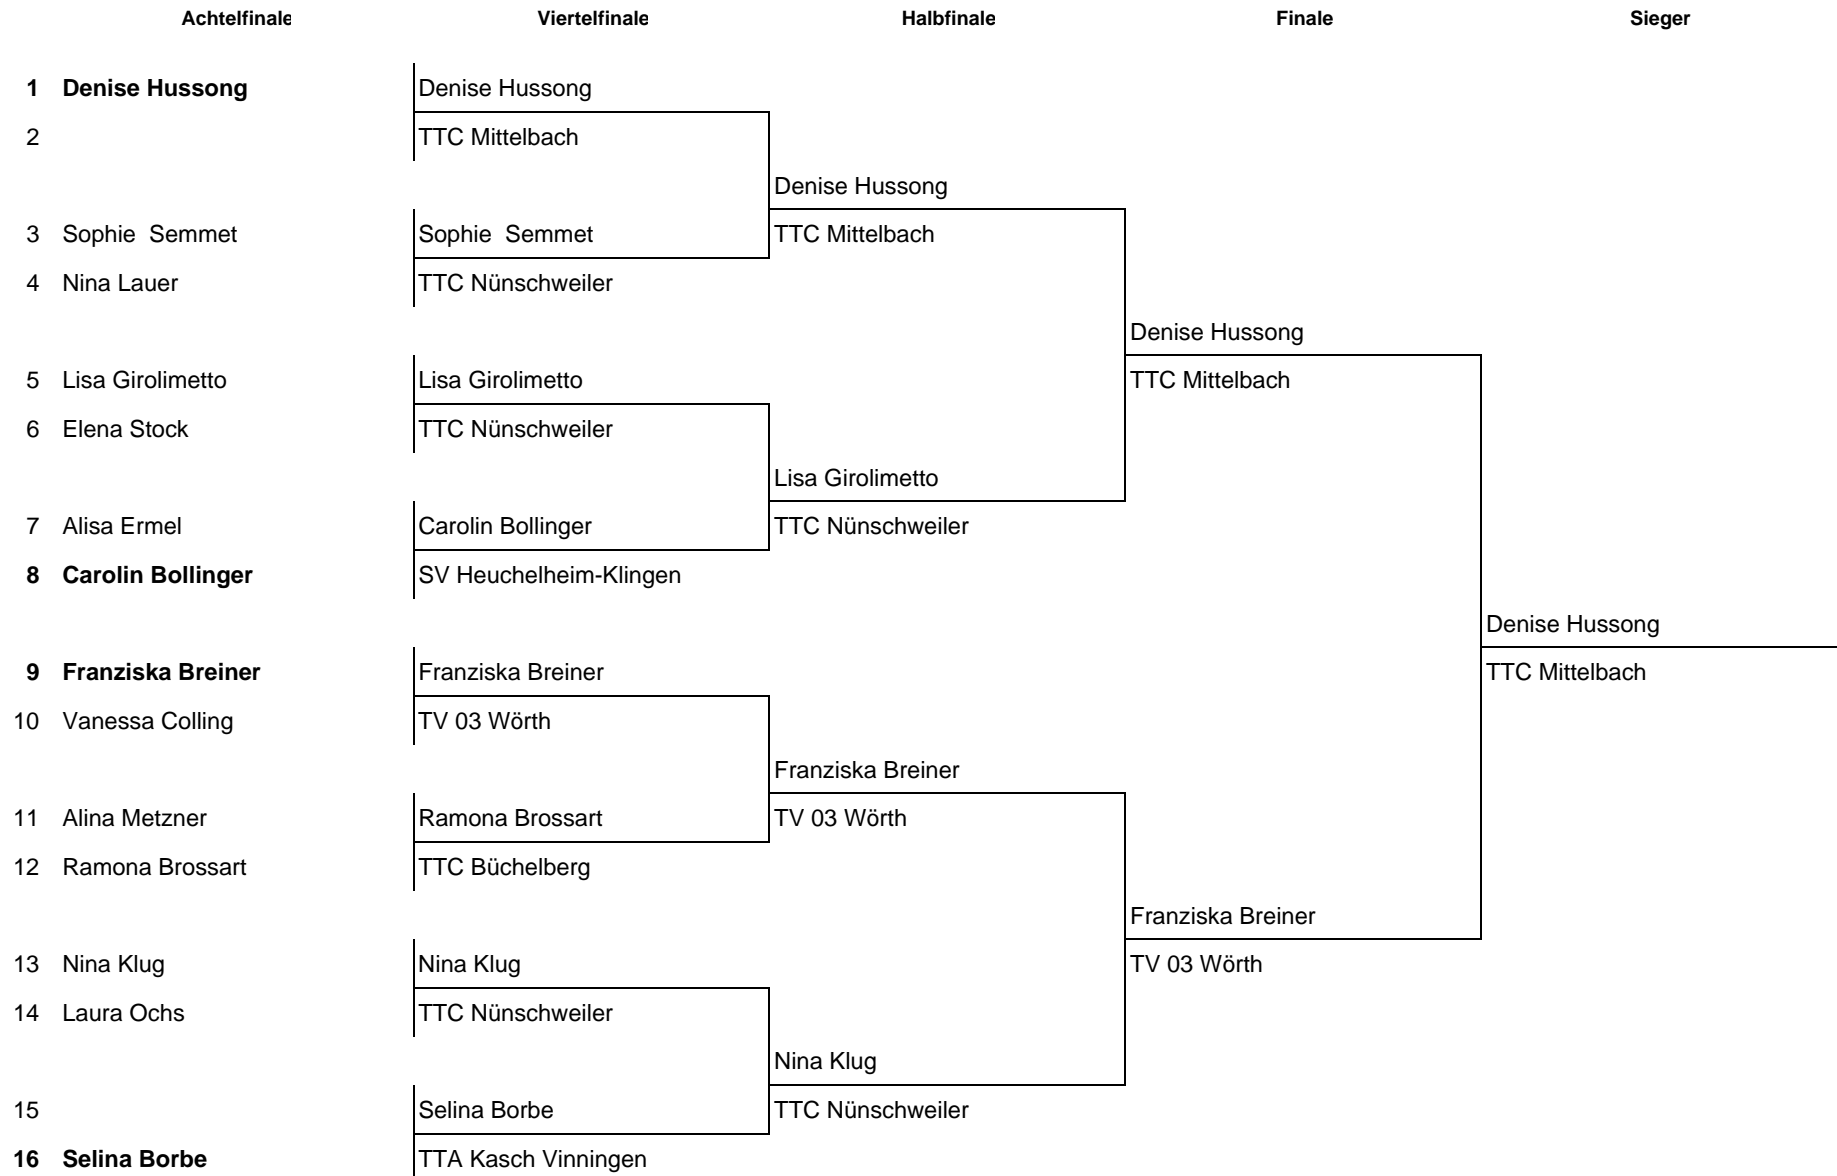 Achtelfinale Viertelfinale Halbfinale Finale Sieger
1 Denise Hussong Denise Hussong
2 TTC Mittelbach
Denise Hussong
3 Sophie  Semmet Sophie  Semmet TTC Mittelbach
4 Nina Lauer TTC Nünschweiler
Denise Hussong
5 Lisa Girolimetto Lisa Girolimetto TTC Mittelbach
6 Elena Stock TTC Nünschweiler
Lisa Girolimetto
7 Alisa Ermel Carolin Bollinger TTC Nünschweiler
8 Carolin Bollinger SV Heuchelheim-Klingen
Denise Hussong
9 Franziska Breiner Franziska Breiner TTC Mittelbach
10 Vanessa Colling TV 03 Wörth
Franziska Breiner
11 Alina Metzner Ramona Brossart TV 03 Wörth
12 Ramona Brossart TTC Büchelberg
Franziska Breiner
13 Nina Klug Nina Klug TV 03 Wörth
14 Laura Ochs TTC Nünschweiler
Nina Klug
15 Selina Borbe TTC Nünschweiler
16 Selina Borbe TTA Kasch Vinningen